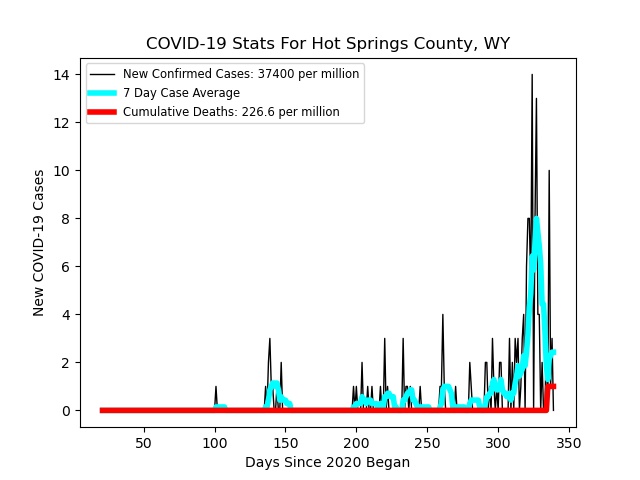 COVID-19 Stats For Hot Springs County, WY
New Confirmed Cases: 37400 per million
7 Day Case Average
Cumulative Deaths: 226.6 per million
New COVID-19 Cases
14
12
10
8
6
4
2
0
50
100
150
200
250
300
350
Days Since 2020 Began